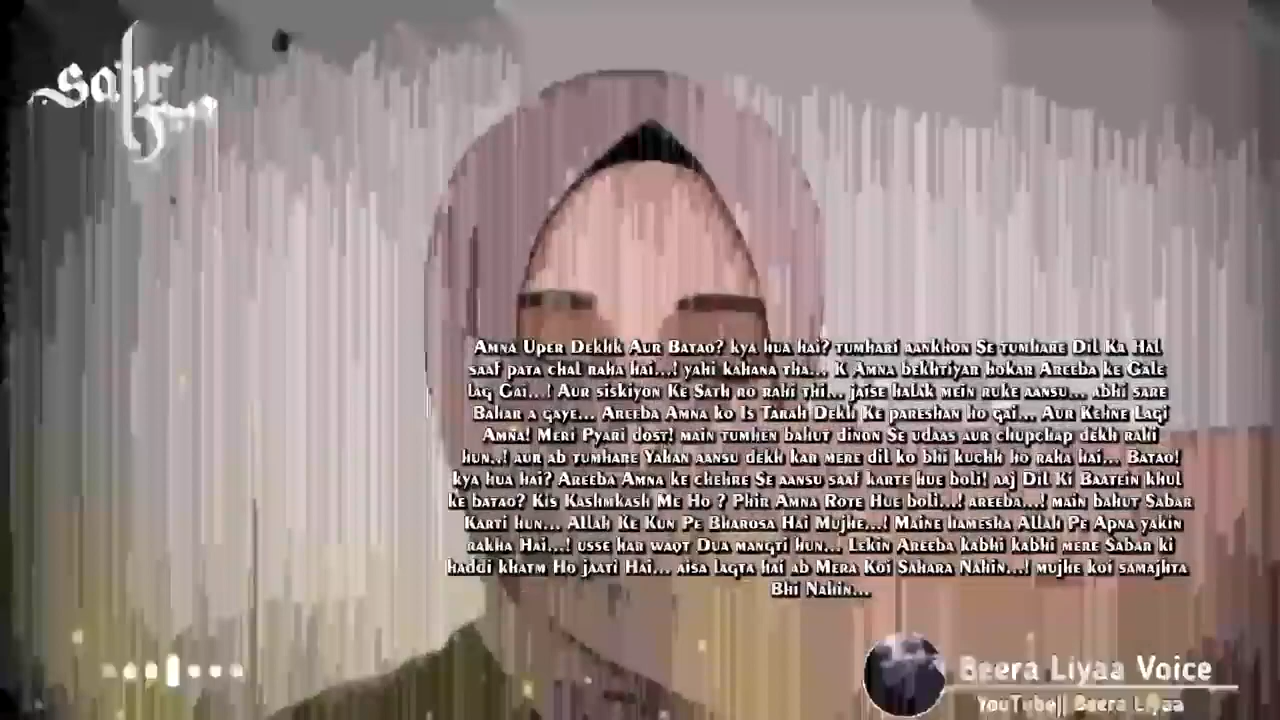 sabr
Amna Uper Dekhk Aur Batao? kya hua hai? tumhari aankhon Se tumhare Dil Ka Hal
saaf pata chal raha hai...! yahi kahana tha... K Amna bekhtiyar hokar Areeba ke Gale
lag Gai...! Aur siskiyon Ke Sath ro rahi thi... jaise halak mein ruke aansu... abhi sare
Bahar a gaye... Areeba Amna ko Is Tarah Dekh Ke pareshan ho gai... Aur Kehne Lagi
Amna! Meri Pyari dost! main tumhen bahut dinon Se udaas aur chupchap dekh rahi
hun..! aur ab tumhare Yahan aansu dekh kar mere dil ko bhi kuchh ho raha hai... Batao!
kya hua hai? Areeba Amna ke chehre Se aansu saaf karte hue boli! aaj Dil Ki Baatein khul
ke batao? Kis Kashmkash Me Ho ? Phir Amna Rote Hue boli...! areeba...! main bahut Sabar
Karti hun... Allah Ke Kun Pe Bharosa Hai Mujhe...! Maine hamesha Allah Pe Apna yakin
rakha Hai...! usse har waqt Dua mangti hun... Lekin Areeba kabhi kabhi mere Sabar ki
haddi khatm Ho jaati Hai... aisa lagta hai ab Mera Koi Sahara Nahin...! mujhe koi samajhta
Bhi Nahin...
Beera Liyaa Voice
YouTube|| Beera Liyaa